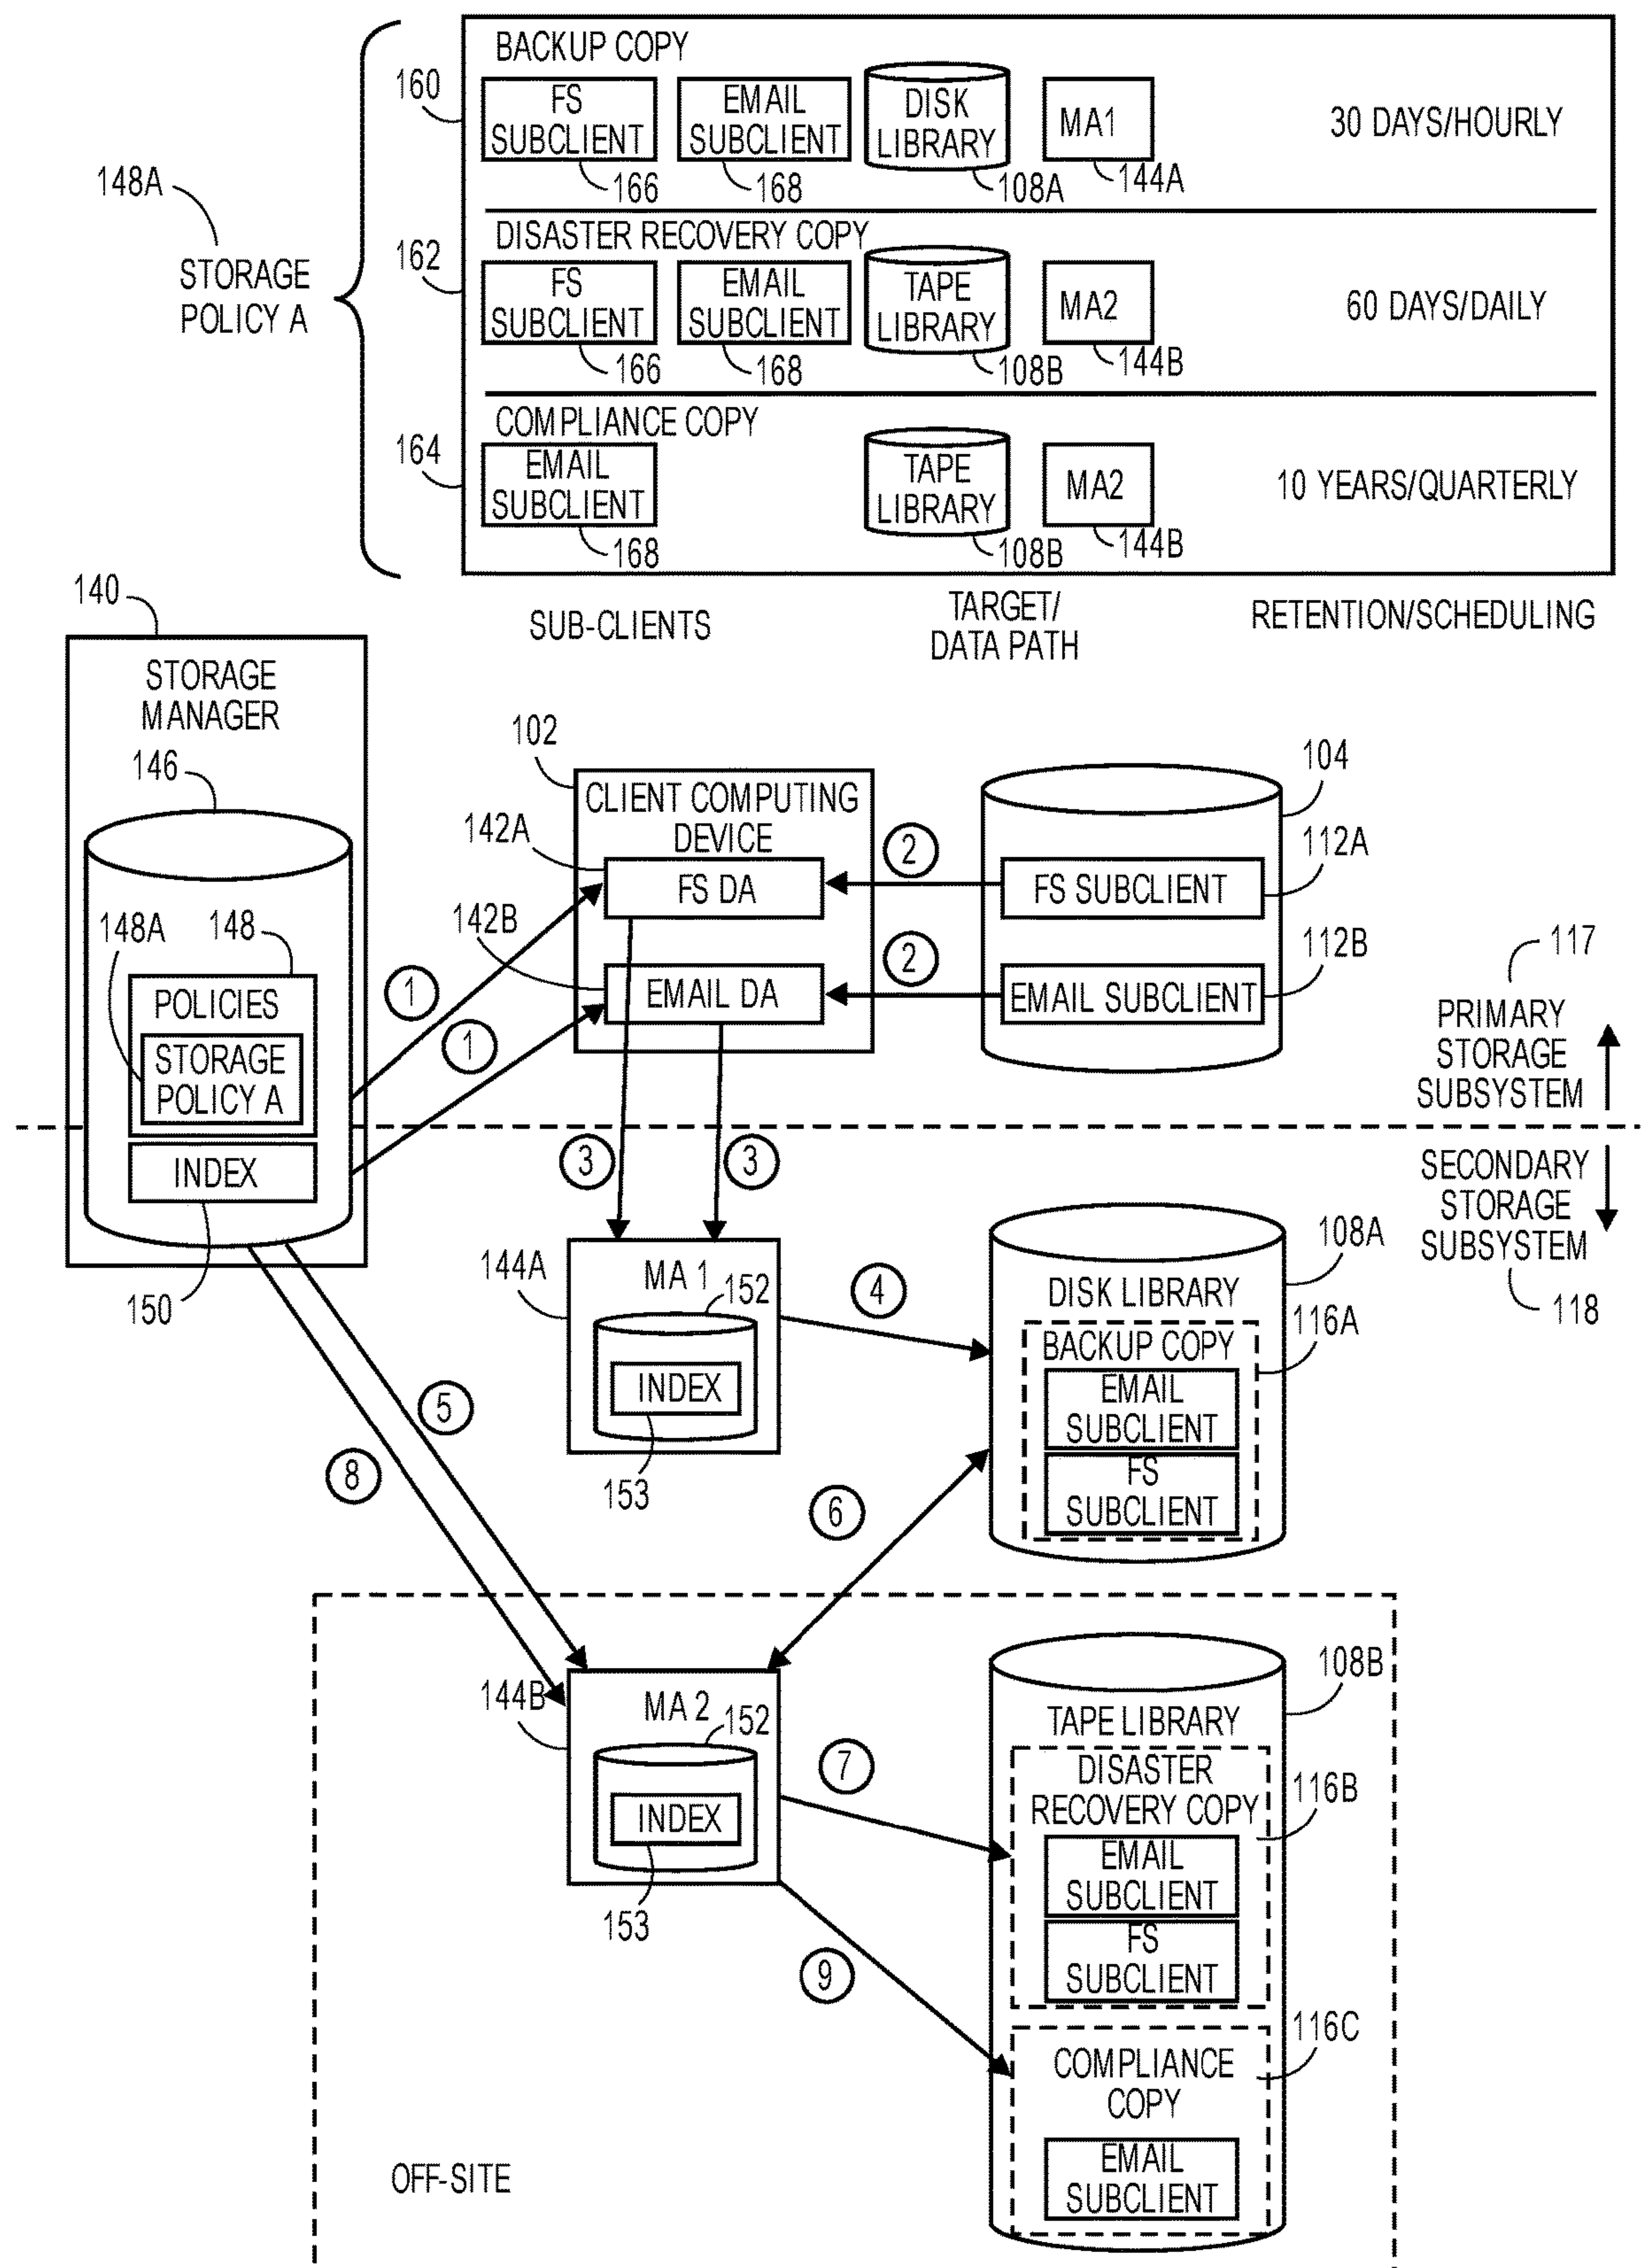 BACKUP COPY
160
FS
SUBCLIENT
166
EMAIL
SUBCLIENT
168
DISK
LIBRARY
108A
MA1
144A
30 DAYS/HOURLY
148A
STORAGE
POLICY A
DISASTER RECOVERY COPY
162
FS
SUBCLIENT
166
EMAIL
SUBCLIENT
168
TAPE
LIBRARY
108B
MA2
144B
60 DAYS/DAILY
COMPLIANCE COPY
164
EMAIL
SUBCLIENT
168
TAPE
LIBRARY
108B
MA2
144B
10 YEARS/QUARTERLY
SUB-CLIENTS
TARGET/
DATA PATH
RETENTION/SCHEDULING
140
STORAGE
MANAGER
146
148A
148
POLICIES
STORAGE
POLICY A
INDEX
150
102
CLIENT COMPUTING
DEVICE
142A
FS DA
142B
EMAIL DA
1
1
2
2
104
112A
FS SUBCLIENT
112B
EMAIL SUBCLIENT
117
PRIMARY
STORAGE
SUBSYSTEM
SECONDARY
STORAGE
SUBSYSTEM
118
3
3
144A
MA 1
152
INDEX
153
4
108A
DISK LIBRARY
116A
BACKUP COPY
EMAIL
SUBCLIENT
FS
SUBCLIENT
5
8
6
144B
MA 2
152
INDEX
153
7
9
108B
TAPE LIBRARY
DISASTER
RECOVERY COPY
116B
EMAIL
SUBCLIENT
FS
SUBCLIENT
116C
COMPLIANCE
COPY
EMAIL
SUBCLIENT
OFF-SITE